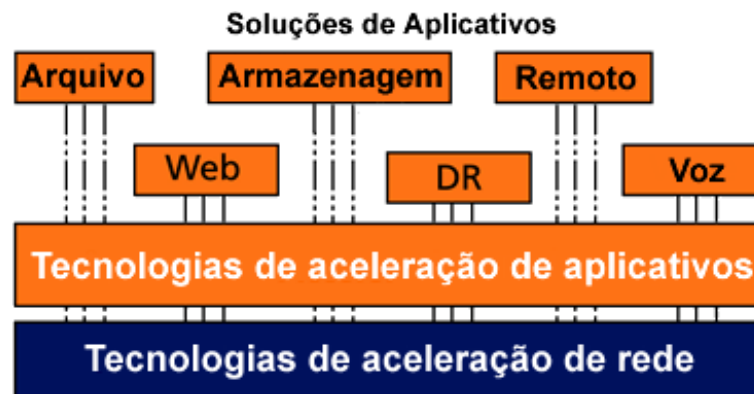 Soluções de Aplicativos
Arquivo
Armazenagem
Remoto
Web
DR
Voz
Tecnologias de aceleração de aplicativos
Tecnologias de aceleração de rede